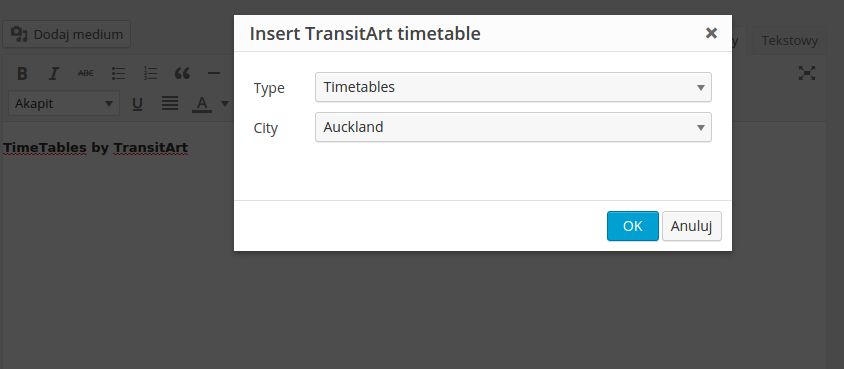 Insert TransitArt timetable
Dodaj medium
y
Tekstowy
B I ABC
Type
Timetables
Akapit
U
A
City
Auckland
TimeTables by TransitArt
OK
Anuluj